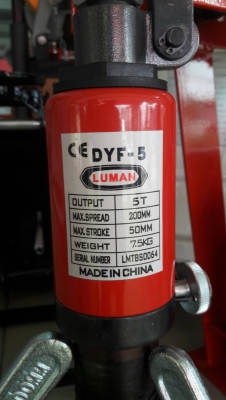 CE DYF-5
LUMAN
OUTPUT 5T
MAX.SPREAD 200MM
MAX. STROKE 50MM
WEIGHT 7.5KG
SERIAL NUMBER LMTBS0064
MADE IN CHINA